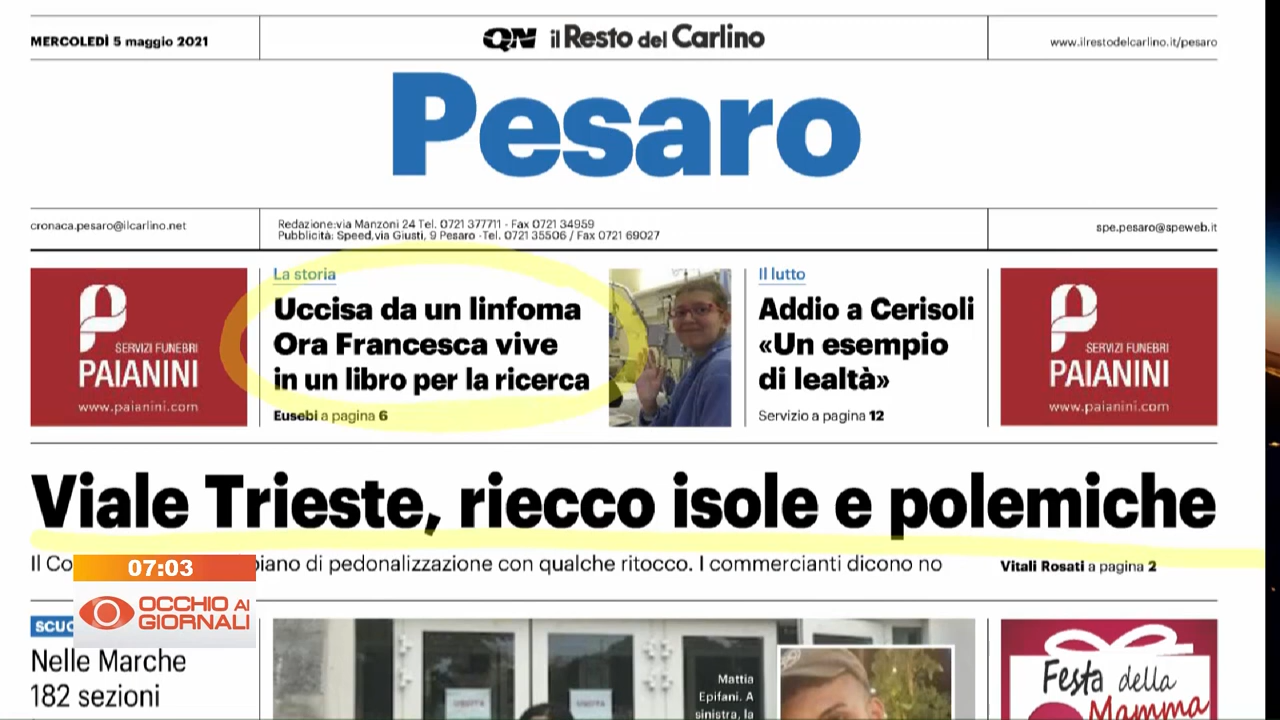 MERCOLEDÌ 5 maggio 2021
QN il Resto del Carlino
www.ilrestodelcarlino.it/pesaro
Pesaro
cronaca.pesaro@ilcarlino.net
Redazione:via Manzoni 24 Tel. 0721 377711 - Fax 0721 34959
Pubblicità: Speed,via Giusti, 9 Pesaro -Tel. 0721 35506 / Fax 0721 69027
spe.pesaro@speweb.it
SERVIZI FUNEBRI
PAIANINI
www.paianini.com
La storia
Uccisa da un linfoma
Ora Francesca vive
in un libro per la ricerca
Eusebi a pagina 6
Il lutto
Addio a Cerisoli
«Un esempio
di lealtà»
Servizio a pagina 12
SERVIZI FUNEBRI
PAIANINI
www.paianini.com
Viale Trieste, riecco isole e polemiche
Il di pedonalizzazione con qualche ritocco. I commercianti dicono no
Vitali Rosati a pagina 2
07:03
OCCHIO AI
GIORNALI
Nelle Marche
182 sezioni
Mattia
Epifani. A
sinistra, la
Festa della
Mamma